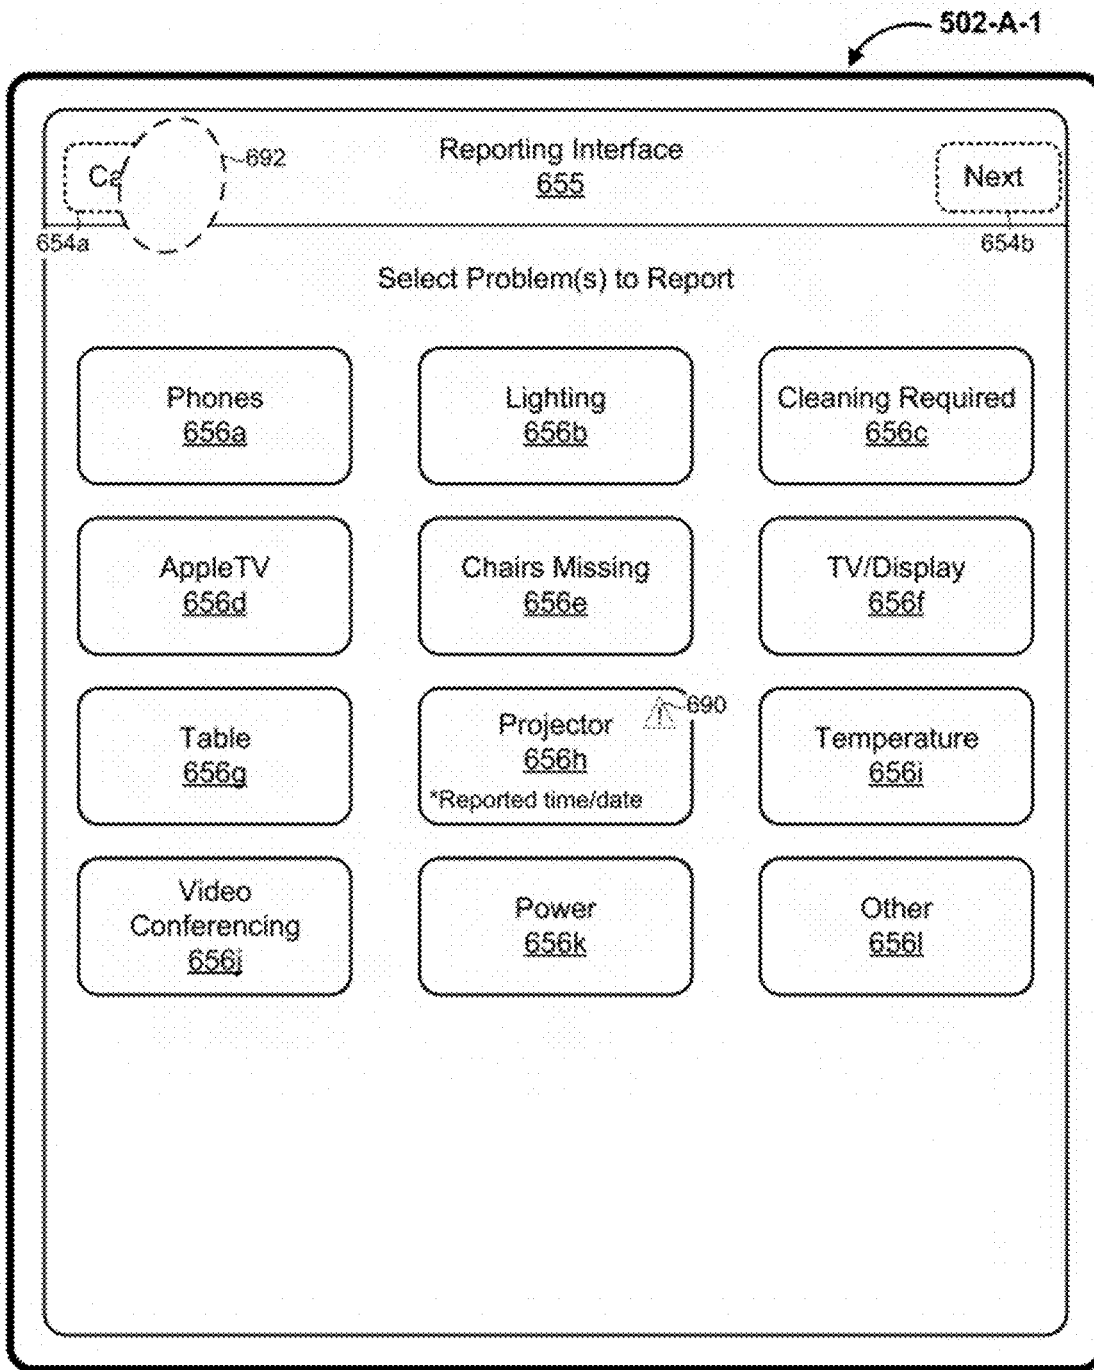 502-A-1
Reporting Interface
655
Ca
692
Next
654a
654b
Select Problem(s) to Report
Phones
656a
Lighting
656b
Cleaning Required
656c
AppleTV
656d
Chairs Missing
656e
TV/Display
656f
Table
656g
Projector
656h
*Reported time/date
690
Temperature
656i
Video
Conferencing
656j
Power
656k
Other
656l